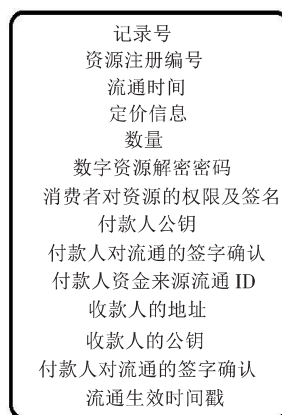 记录号
资源注册编号
流通时间
定价信息
数量
数字资源解密密码
消费者对资源的权限及签名
付款人公钥
付款人对流通的签字确认
付款人资金来源流通 ID
收款人的地址
收款人的公钥
付款人对流通的签字确认
流通生效时间戳